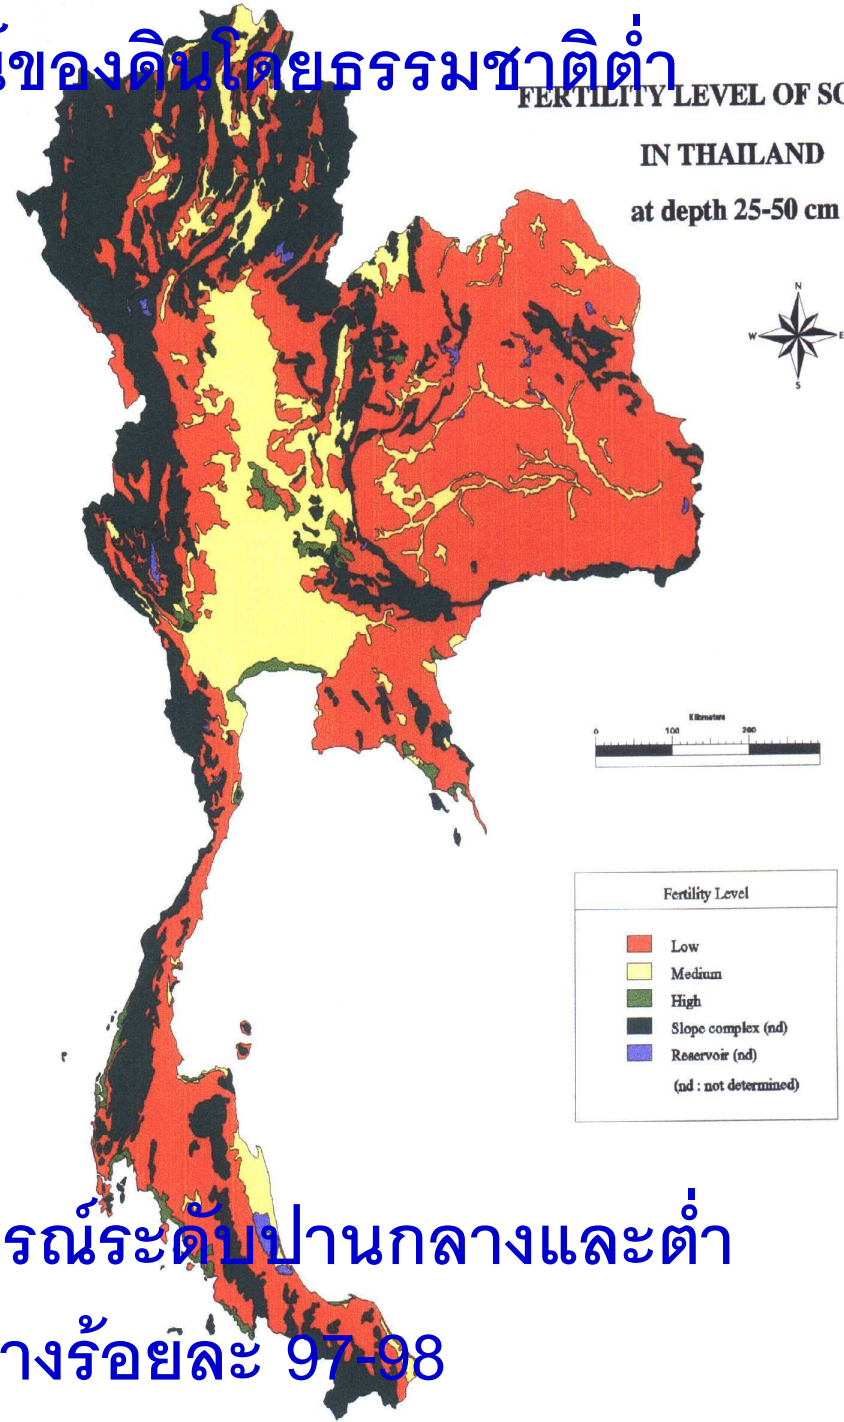 ของดินโดยธรรมชาติต่ำ
FERTILITY LEVEL OF
IN THAILAND
at depth 25-50 cm
N
W E
S
Kilometers
0 100 200
Fertility Level
Low
Medium
High
Slope complex (nd)
Reservoir (nd)
(nd : not determined)
รณ์ระดับปานกลางและต่ำ
างร้อยละ 97-98